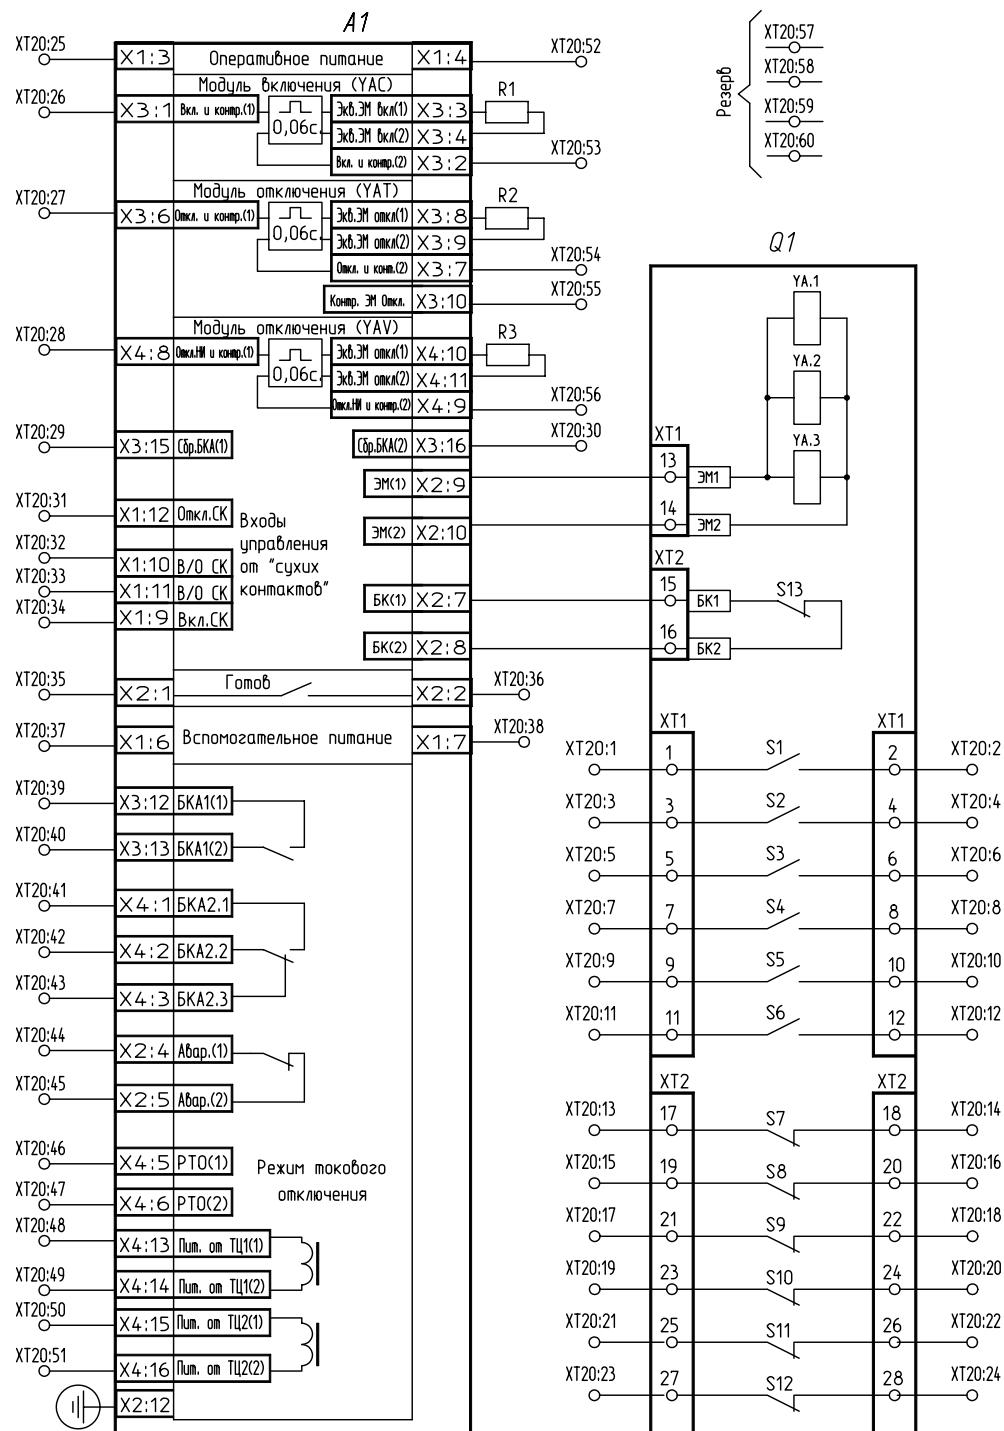 A1
XT20:25
X1:3
Оперативное питание
X1:4
XT20:52
Модуль включения (YAC)
XT20:26
X3:1
Вкл. и контр.(1)
0,06с.
Экв.ЭМ вкл(1)
X3:3
R1
Экв.ЭМ вкл(2)
X3:4
Вкл. и контр.(2)
X3:2
XT20:53
Модуль отключения (YAT)
XT20:27
X3:6
Откл. и контр.(1)
0,06с.
Экв.ЭМ откл(1)
X3:8
R2
Экв.ЭМ откл(2)
X3:9
Откл. и конт.(2)
X3:7
XT20:54
Контр. ЭМ Откл.
X3:10
XT20:55
Модуль отключения (YAV)
XT20:28
X4:8
Откл.НИ и контр.(1)
0,06с.
Экв.ЭМ откл(1)
X4:10
R3
Экв.ЭМ откл(2)
X4:11
Откл.НИ и контр.(2)
X4:9
XT20:56
XT20:29
X3:15
Сбр.БКА(1)
Сбр.БКА(2)
X3:16
XT20:30
ЭМ(1)
X2:9
XT20:31
X1:12
Откл.СК
ЭМ(2)
X2:10
Входы
управления
от "сухих
контактов"
XT20:32
X1:10
В/О СК
XT20:33
X1:11
В/О СК
XT20:34
X1:9
Вкл.СК
БК(1)
X2:7
БК(2)
X2:8
XT20:35
X2:1
Готов
X2:2
XT20:36
XT20:37
X1:6
Вспомогательное питание
X1:7
XT20:38
XT20:39
X3:12
БКА1(1)
XT20:40
X3:13
БКА1(2)
XT20:41
X4:1
БКА2.1
XT20:42
X4:2
БКА2.2
XT20:43
X4:3
БКА2.3
XT20:44
X2:4
Авар.(1)
XT20:45
X2:5
Авар.(2)
XT20:46
X4:5
РТО(1)
Режим токового
отключения
XT20:47
X4:6
РТО(2)
XT20:48
X4:13
Пит. от ТЦ1(1)
XT20:49
X4:14
Пит. от ТЦ1(2)
XT20:50
X4:15
Пит. от ТЦ2(1)
XT20:51
X4:16
Пит. от ТЦ2(2)
X2:12
Резерв
XT20:57
XT20:58
XT20:59
XT20:60
Q1
YA.1
YA.2
YA.3
XT1
13
ЭМ1
14
ЭМ2
XT2
15
БК1
S13
16
БК2
XT1
XT1
XT20:1
1
S1
2
XT20:2
XT20:3
3
S2
4
XT20:4
XT20:5
5
S3
6
XT20:6
XT20:7
7
S4
8
XT20:8
XT20:9
9
S5
10
XT20:10
XT20:11
11
S6
12
XT20:12
XT2
XT2
XT20:13
17
S7
18
XT20:14
XT20:15
19
S8
20
XT20:16
XT20:17
21
S9
22
XT20:18
XT20:19
23
S10
24
XT20:20
XT20:21
25
S11
26
XT20:22
XT20:23
27
S12
28
XT20:24